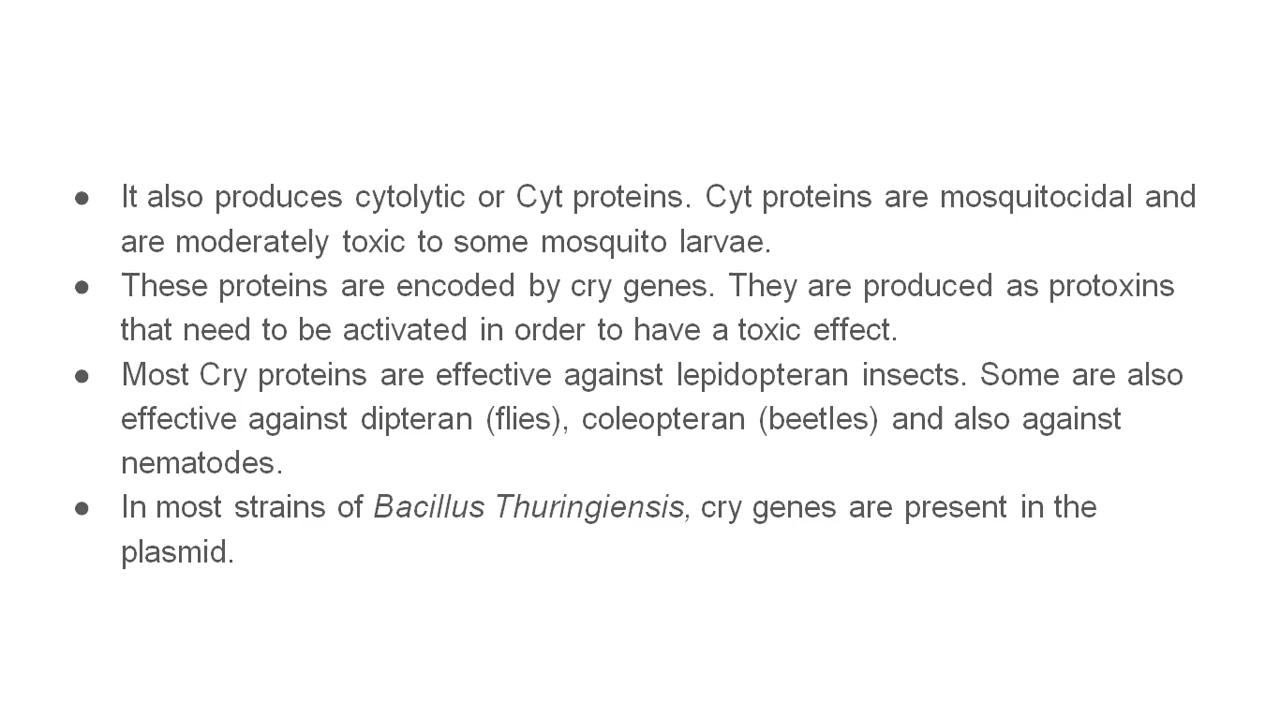 ● It also produces cytolytic or Cyt proteins. Cyt proteins are mosquitocidal and
are moderately toxic to some mosquito larvae.
● These proteins are encoded by cry genes. They are produced as protoxins
that need to be activated in order to have a toxic effect.
● Most Cry proteins are effective against lepidopteran insects. Some are also
effective against dipteran (flies), coleopteran (beetles) and also against
nematodes.
● In most strains of Bacillus Thuringiensis, cry genes are present in the
plasmid.